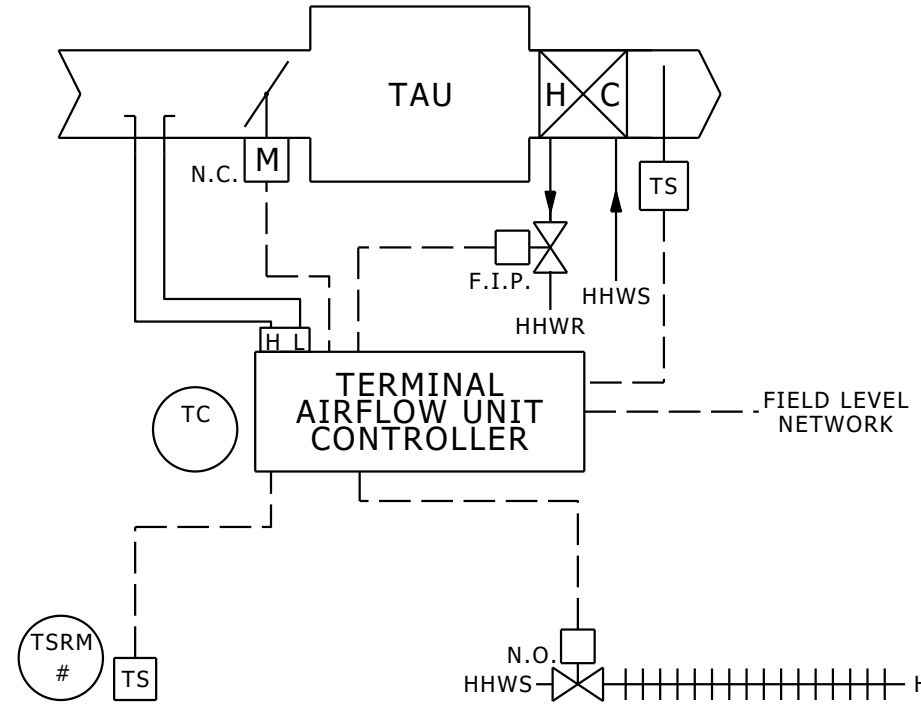 TAU
H C
M
N.C.
TS
F.I.P.
HHWS
HHWR
H L
TERMINAL
AIRFLOW UNIT
CONTROLLER
TC
FIELD LEVEL
NETWORK
TSRM
#
TS
N.O.
HHWS